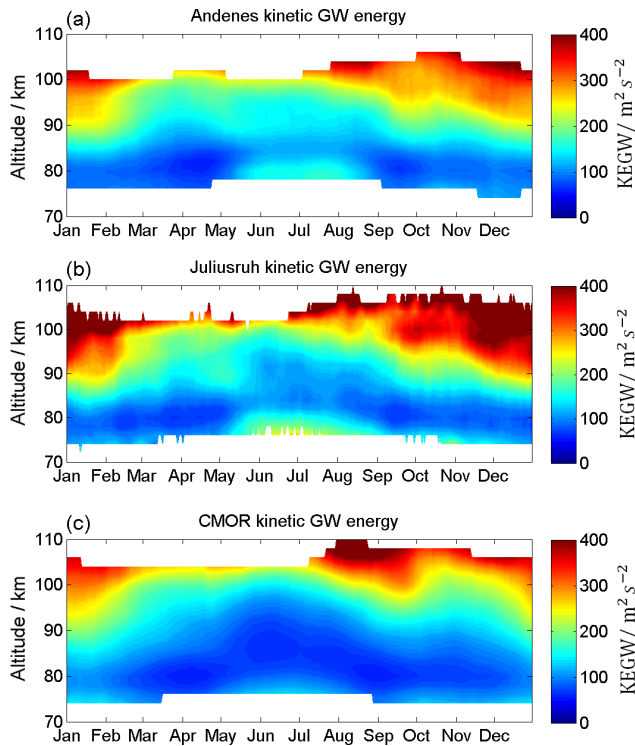 (a) Andenes kinetic GW energy
110
100
90
80
70
Altitude / km
Jan Feb Mar Apr May Jun Jul Aug Sep Oct Nov Dec
400
300
200
100
0
KEGW/ m² s⁻²
(b) Juliusruh kinetic GW energy
110
100
90
80
70
Altitude / km
Jan Feb Mar Apr May Jun Jul Aug Sep Oct Nov Dec
400
300
200
100
0
KEGW/ m² s⁻²
(c) CMOR kinetic GW energy
110
100
90
80
70
Altitude / km
Jan Feb Mar Apr May Jun Jul Aug Sep Oct Nov Dec
400
300
200
100
0
KEGW/ m² s⁻²